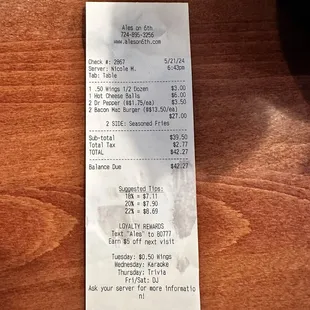 Ales on 6th
724-895-3256
www.aleson6th.com
Check #: 2867 5/21/24
Server: Nicole M. 6:43pm
Tab: Table
1 .50 Wings 1/2 Dozen $3.00
1 Hot Cheese Balls $6.00
2 Dr Pepper (@$1.75/ea) $3.50
2 Bacon Mac Burger (@$13.50/ea)
$27.00
2 SIDE: Seasoned Fries
Sub-total $39.50
Total Tax $2.77
TOTAL $42.27
Balance Due $42.27
Suggested Tips:
18% = $7.11
20% = $7.90
22% = $8.69
LOYALTY REWARDS
Text "Ales" to 80777
Earn $5 off next visit
Tuesday: $0.50 Wings
Wednesday: Karaoke
Thursday: Trivia
Fri/Sat: DJ
Ask your server for more informatio
n!